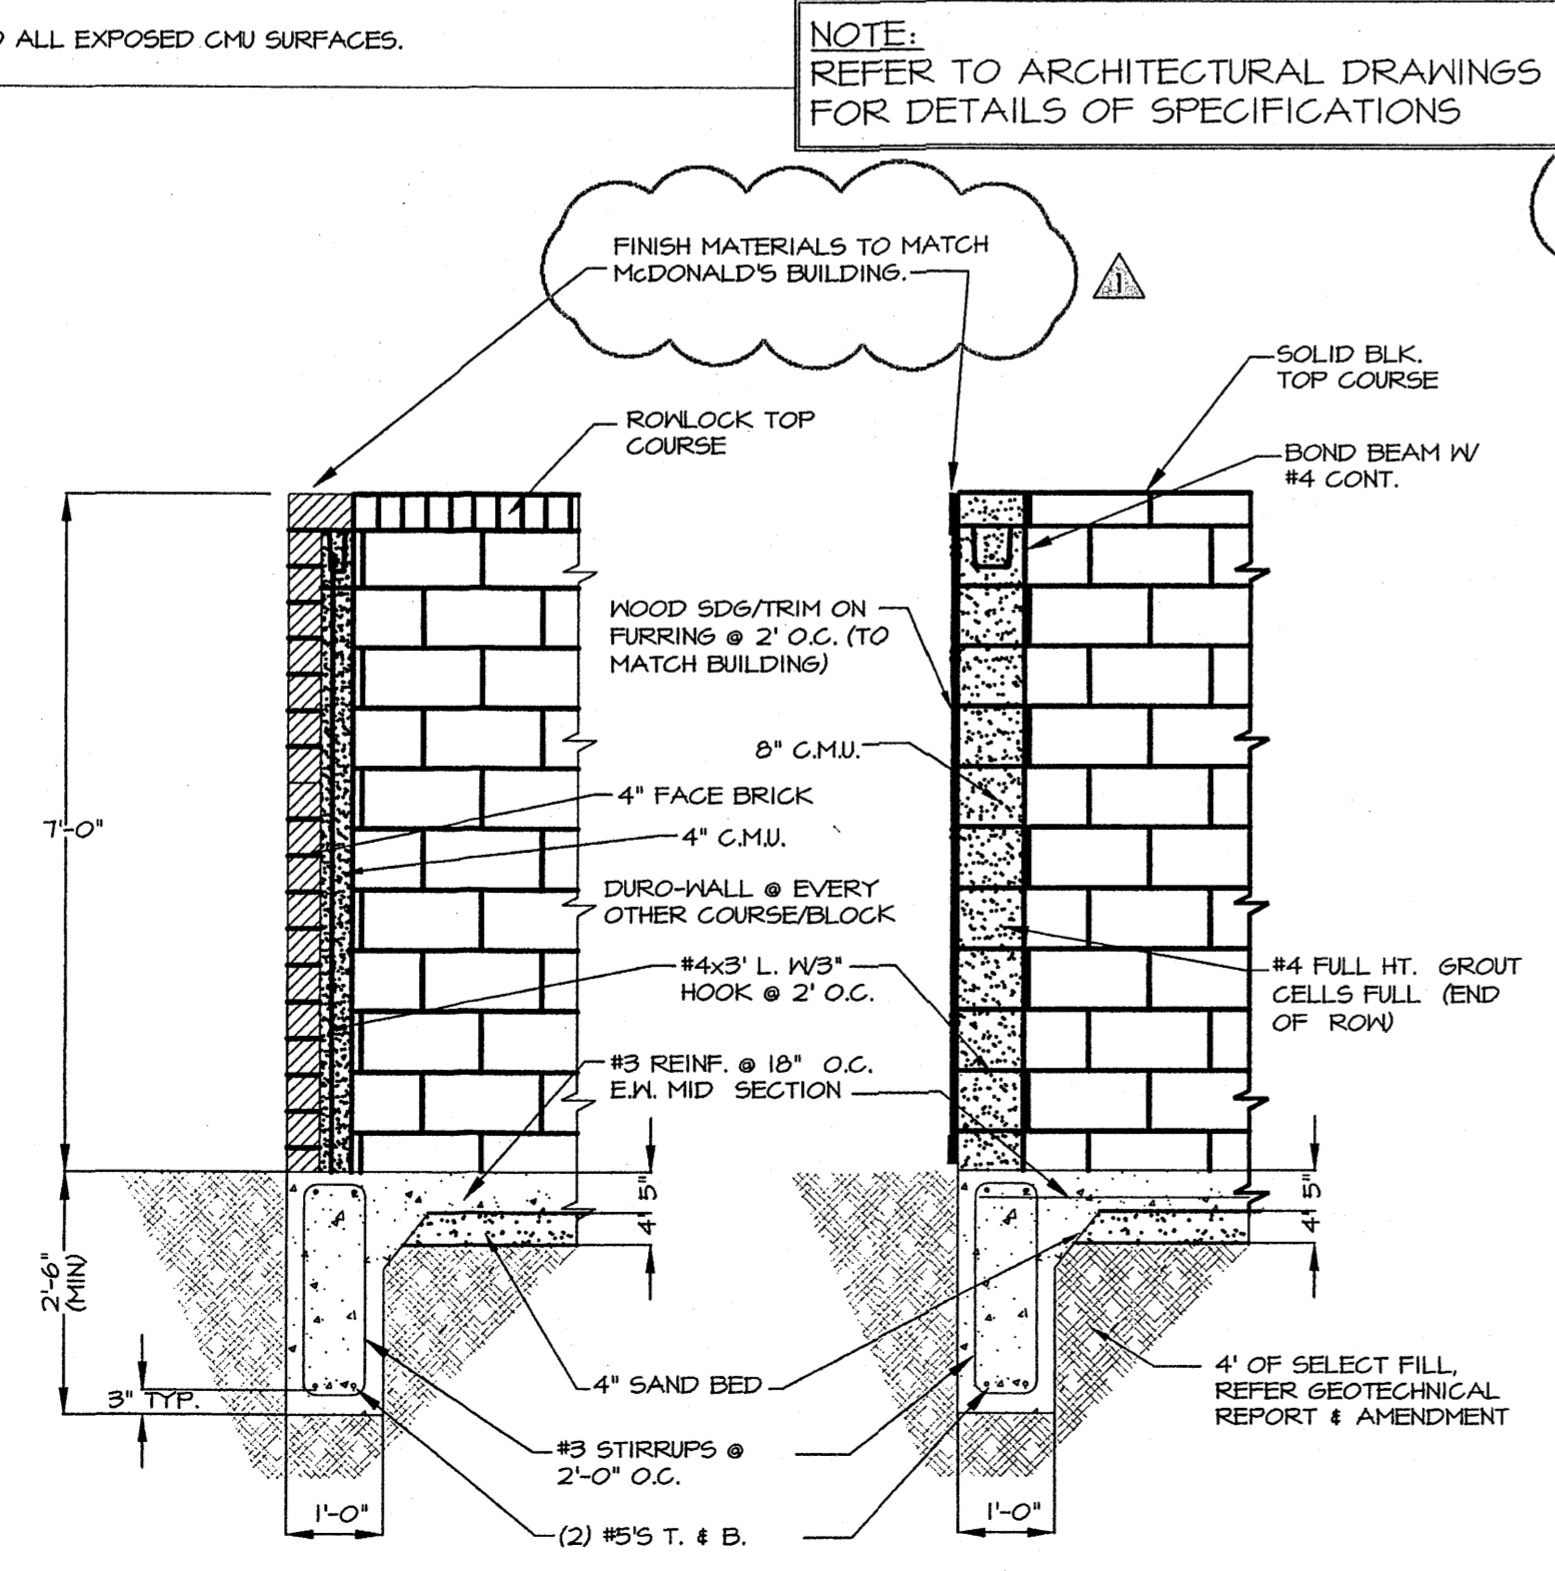 ALL EXPOSED CMU SURFACES.
NOTE:
REFER TO ARCHITECTURAL DRAWINGS
FOR DETAILS OF SPECIFICATIONS
FINISH MATERIALS TO MATCH
McDONALD'S BUILDING.
1
SOLID BLK.
TOP COURSE
ROWLOCK TOP
COURSE
BOND BEAM W/
#4 CONT.
WOOD SDG/TRIM ON
FURRING @ 2' O.C. (TO
MATCH BUILDING)
8" C.M.U.
4" FACE BRICK
7'-0"
4" C.M.U.
DURO-WALL @ EVERY
OTHER COURSE/BLOCK
#4x3' L. W/3"
HOOK @ 2' O.C.
#4 FULL HT. GROUT
CELLS FULL (END
OF ROW)
#3 REINF. @ 18" O.C.
E.W. MID SECTION
5"
4'
5"
4'
2'-6"
(MIN)
3" TYP.
4" SAND BED
4' OF SELECT FILL,
REFER GEOTECHNICAL
REPORT & AMENDMENT
#3 STIRRUPS @
2'-0" O.C.
1'-0"
1'-0"
(2) #5'S T. & B.